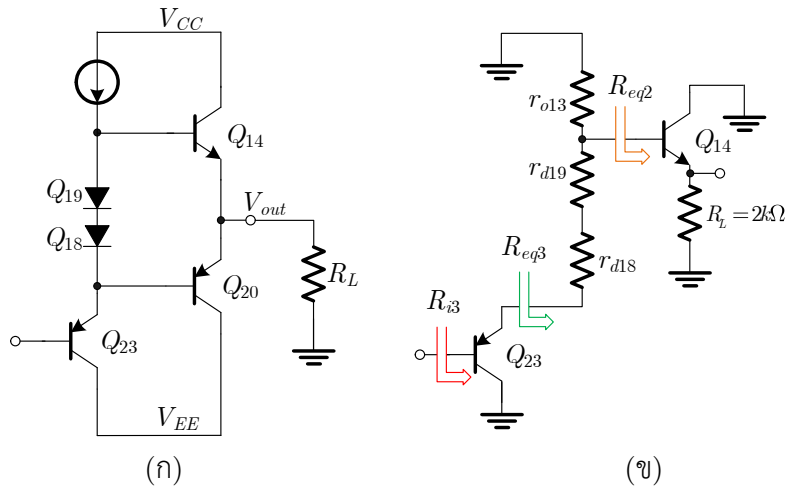 V_CC
Q_14
Q_19
V_out
Q_18
R_L
Q_20
Q_23
V_EE
(ก)
r_o13
R_eq2
Q_14
r_d19
R_L = 2kΩ
R_eq3
r_d18
R_i3
Q_23
(ข)